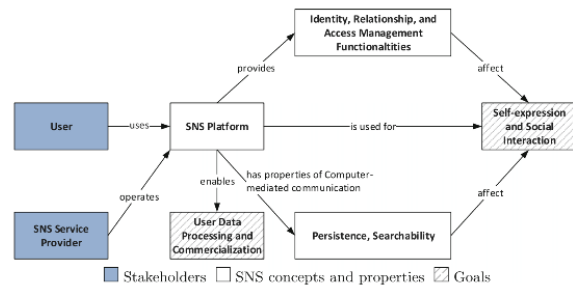 Identity, Relationship, and
Access Management
Functionaltities
provides
affect
User
uses
SNS Platform
is used for
Self-expression
and Social
Interaction
operates
enables
has properties of Computer-
mediated communication
affect
SNS Service
Provider
User Data
Processing and
Commercialization
Persistence, Searchability
Stakeholders
SNS concepts and properties
Goals